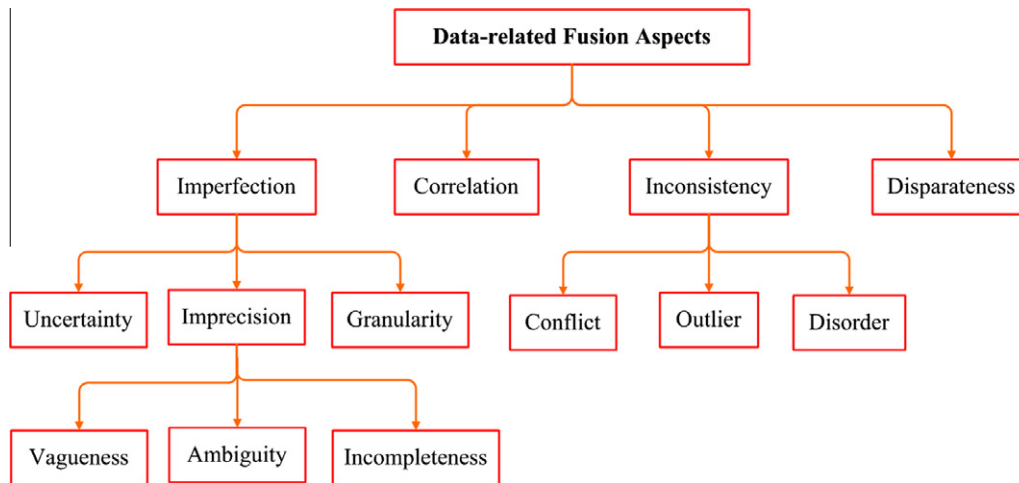 Data-related Fusion Aspects
Imperfection
Correlation
Inconsistency
Disparateness
Uncertainty
Imprecision
Granularity
Conflict
Outlier
Disorder
Vagueness
Ambiguity
Incompleteness